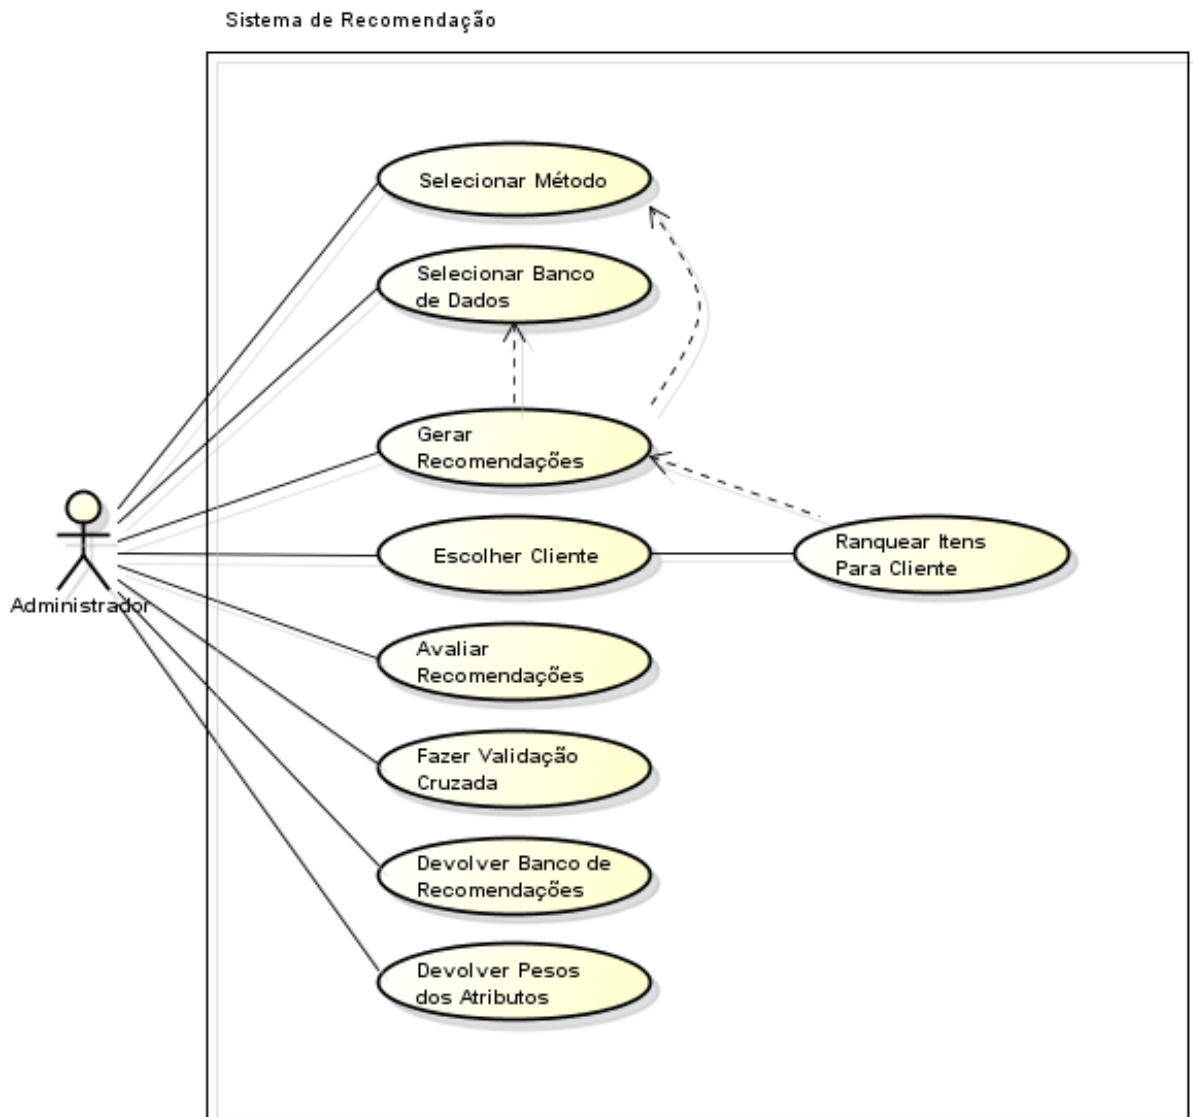 Sistema de Recomendação
Selecionar Método
Selecionar Banco
de Dados
Gerar
Recomendações
Escolher Cliente
Ranquear Itens
Para Cliente
Administrador
Avaliar
Recomendações
Fazer Validação
Cruzada
Devolver Banco de
Recomendações
Devolver Pesos
dos Atributos